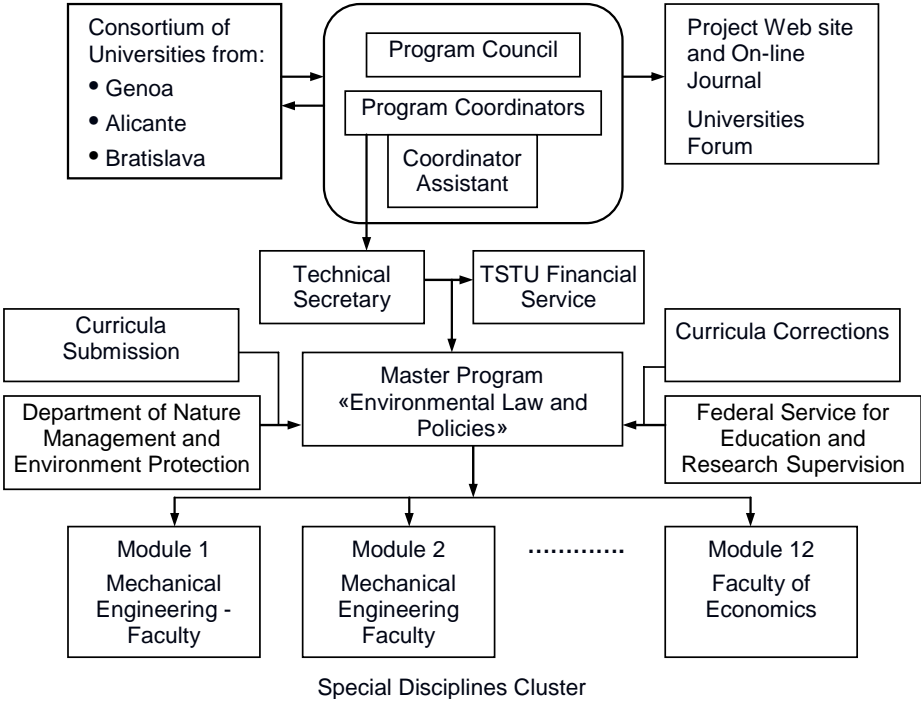 Consortium of
Universities from:
• Genoa
• Alicante
• Bratislava
Program Council
Program Coordinators
Coordinator
Assistant
Project Web site
and On-line
Journal
Universities
Forum
Technical
Secretary
TSTU Financial
Service
Curricula
Submission
Curricula Corrections
Master Program
«Environmental Law and
Policies»
Department of Nature
Management and
Environment Protection
Federal Service for
Education and
Research Supervision
Module 1
Mechanical
Engineering -
Faculty
Module 2
Mechanical
Engineering
Faculty
.............
Module 12
Faculty of
Economics
Special Disciplines Cluster